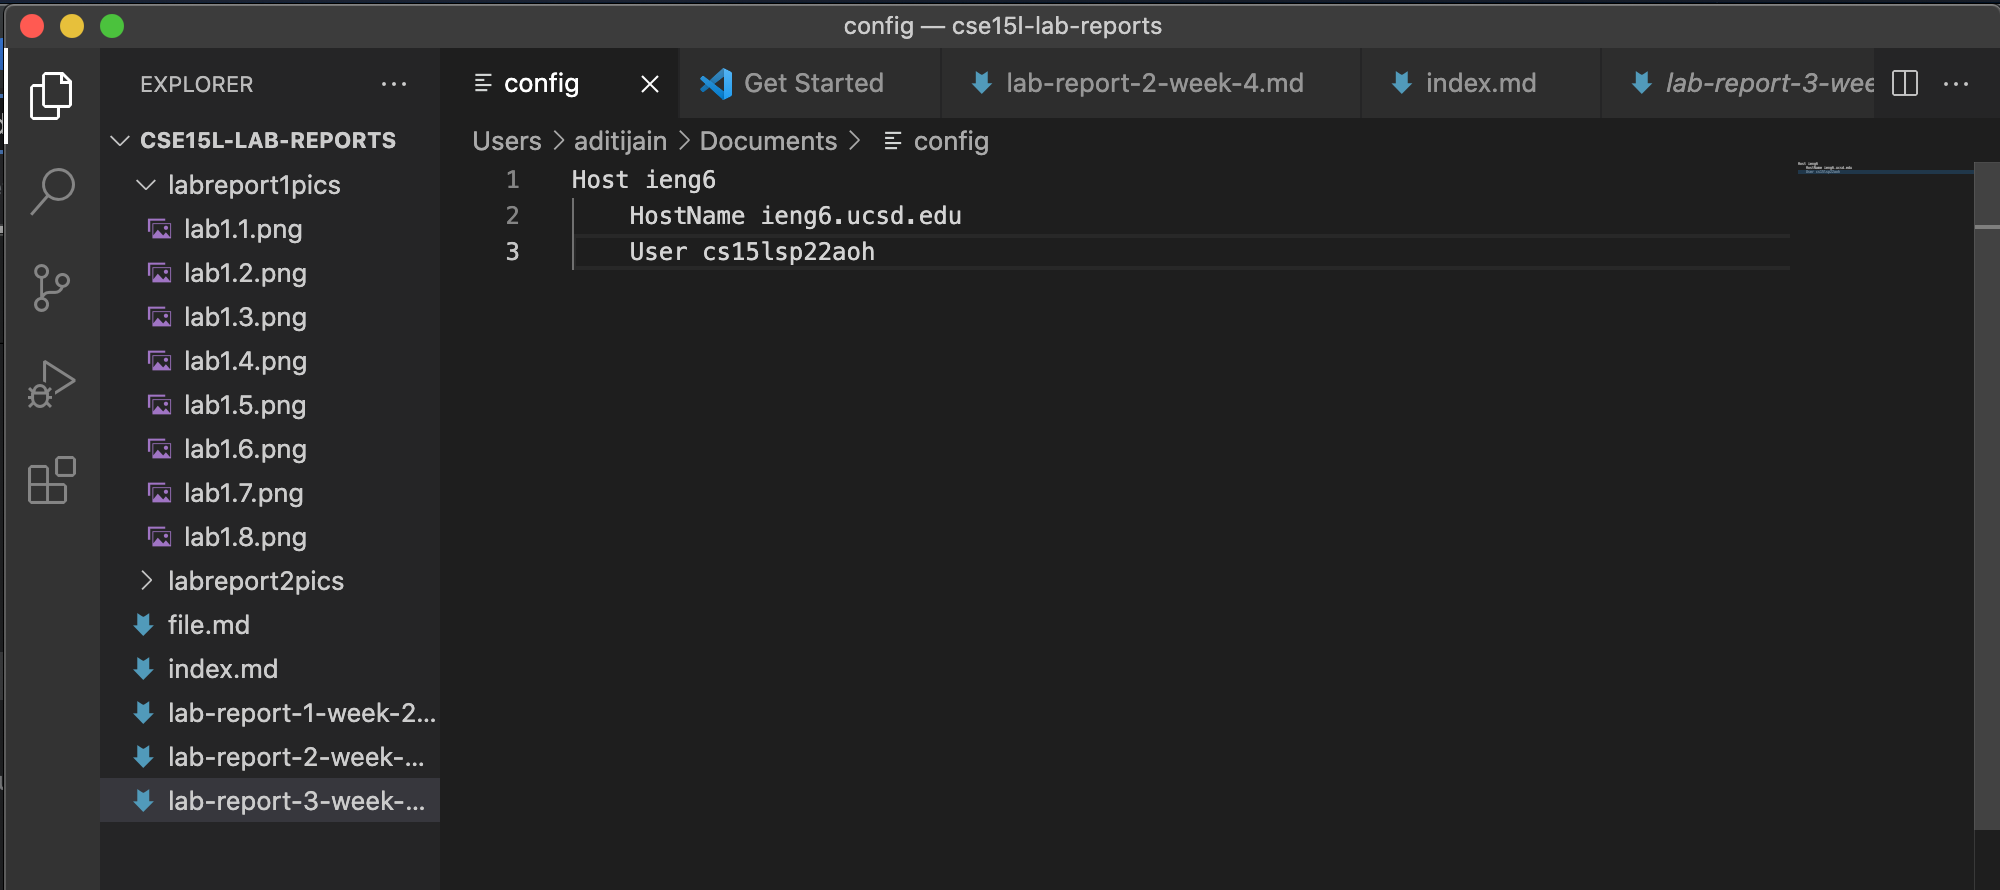 config — cse15l-lab-reports
EXPLORER
CSE15L-LAB-REPORTS
labreport1pics
lab1.1.png
lab1.2.png
lab1.3.png
lab1.4.png
lab1.5.png
lab1.6.png
lab1.7.png
lab1.8.png
labreport2pics
file.md
index.md
lab-report-1-week-2...
lab-report-2-week-...
lab-report-3-week-...
config
Get Started
lab-report-2-week-4.md
index.md
lab-report-3-wee
Users > aditijain > Documents > config
1 Host ieng6
2 HostName ieng6.ucsd.edu
3 User cs15lsp22aoh